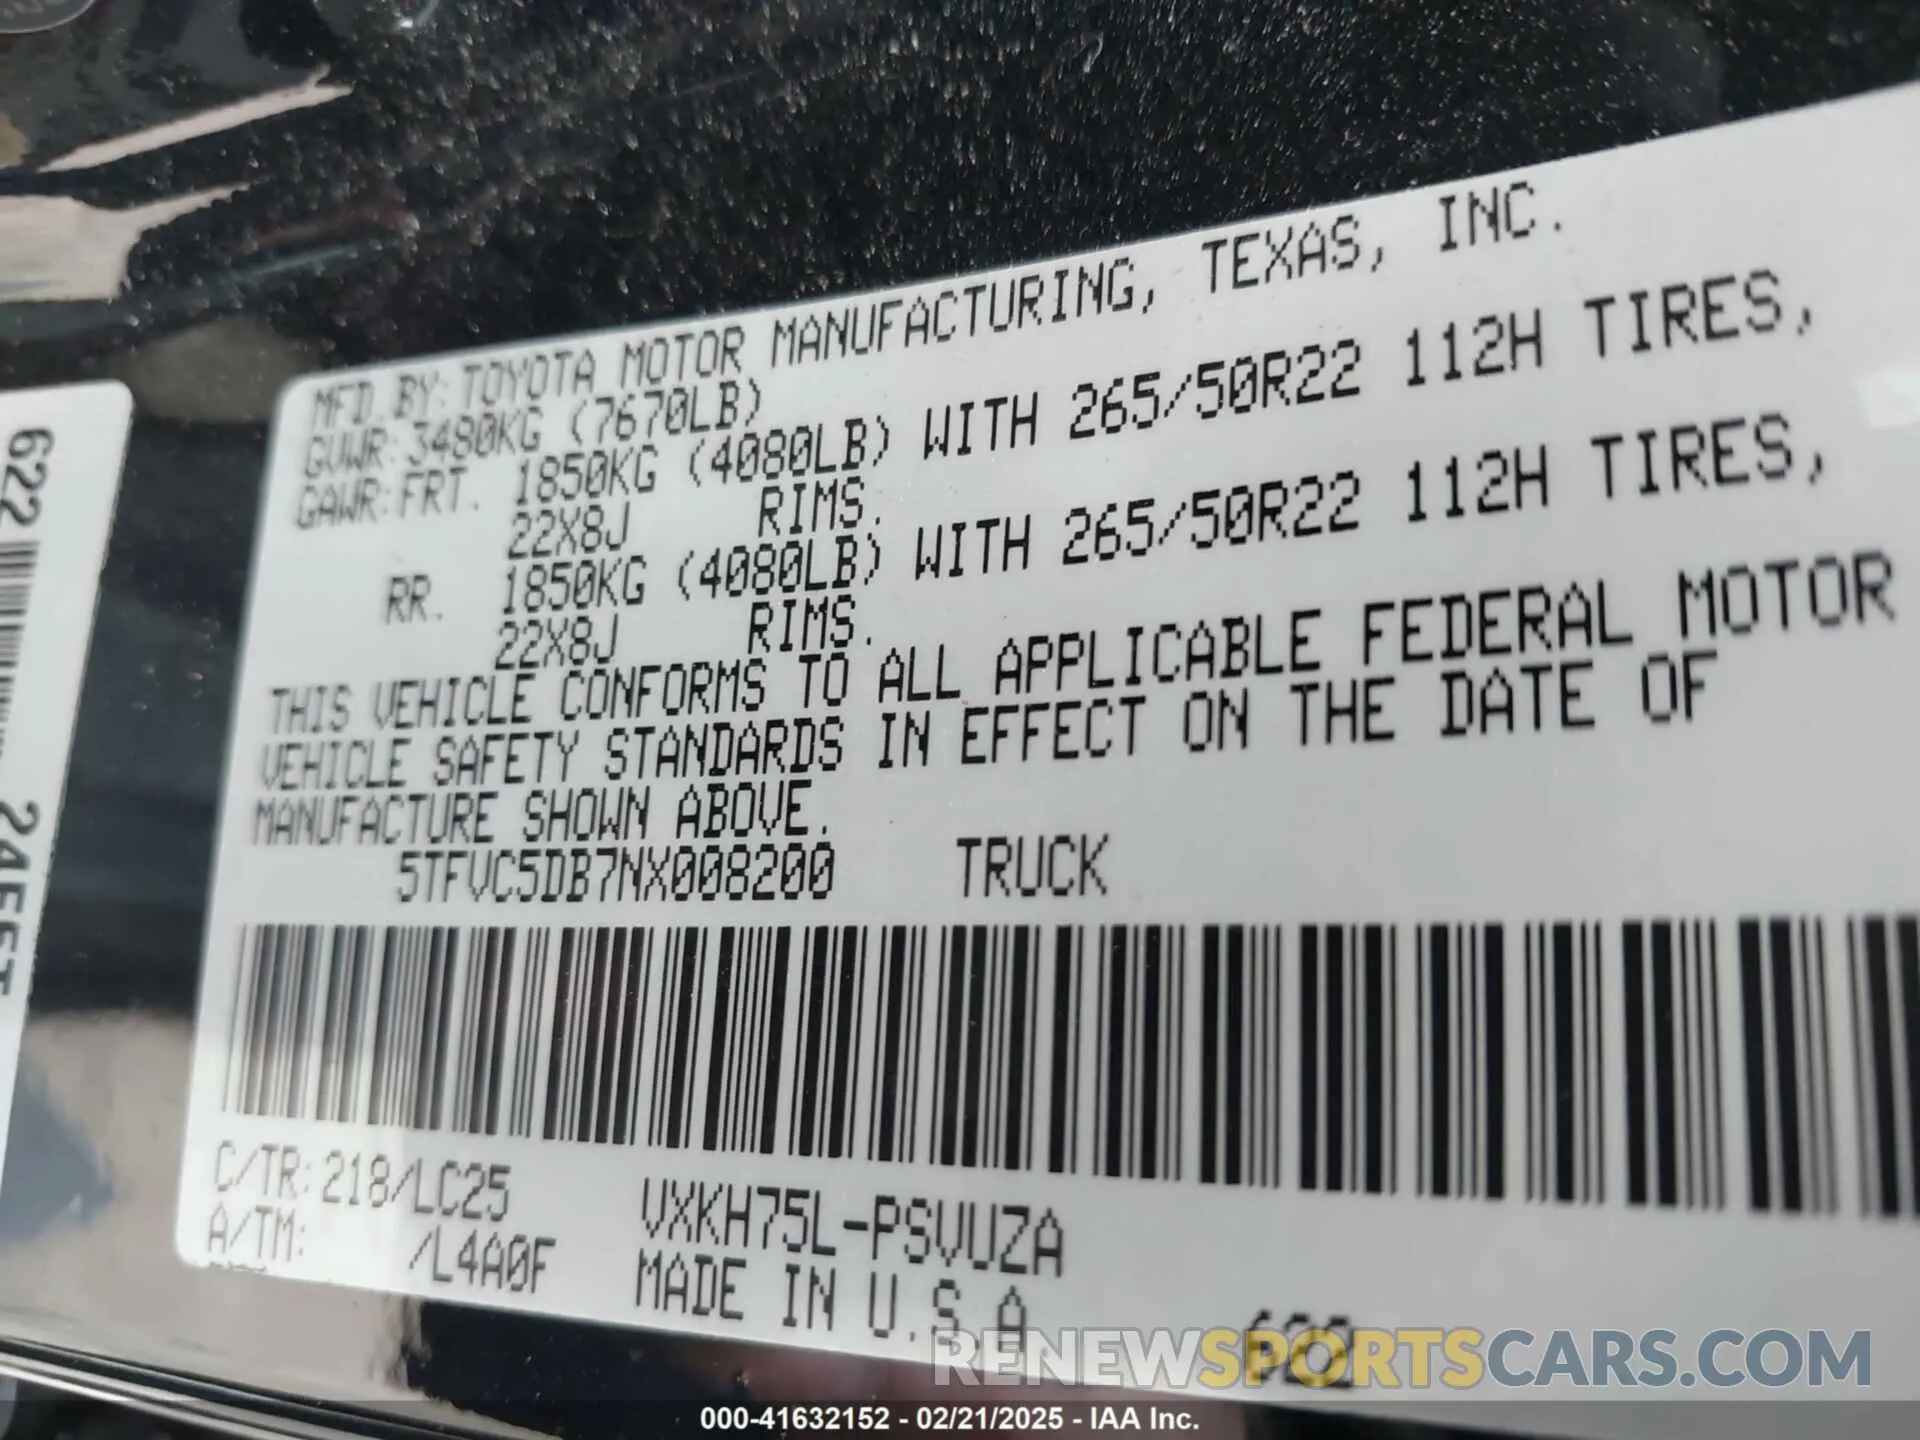 MFD. BY: TOYOTA MOTOR MANUFACTURING, TEXAS, INC.
GVWR: 3480KG (7670LB)
GAWR: FRT. 1850KG (4080LB) WITH 265/50R22 112H TIRES,
22X8J RIMS.
RR. 1850KG (4080LB) WITH 265/50R22 112H TIRES,
22X8J RIMS.
THIS VEHICLE CONFORMS TO ALL APPLICABLE FEDERAL MOTOR
VEHICLE SAFETY STANDARDS IN EFFECT ON THE DATE OF
MANUFACTURE SHOWN ABOVE.
5TFVC5DB7NX008200 TRUCK
C/TR: 218/LC25 VXKH75L-PSVUZA
A/TM: /L4A0F MADE IN U.S.A.
622
622
RENEWSPORTSCARS.COM
000-41632152 - 02/21/2025 - IAA Inc.